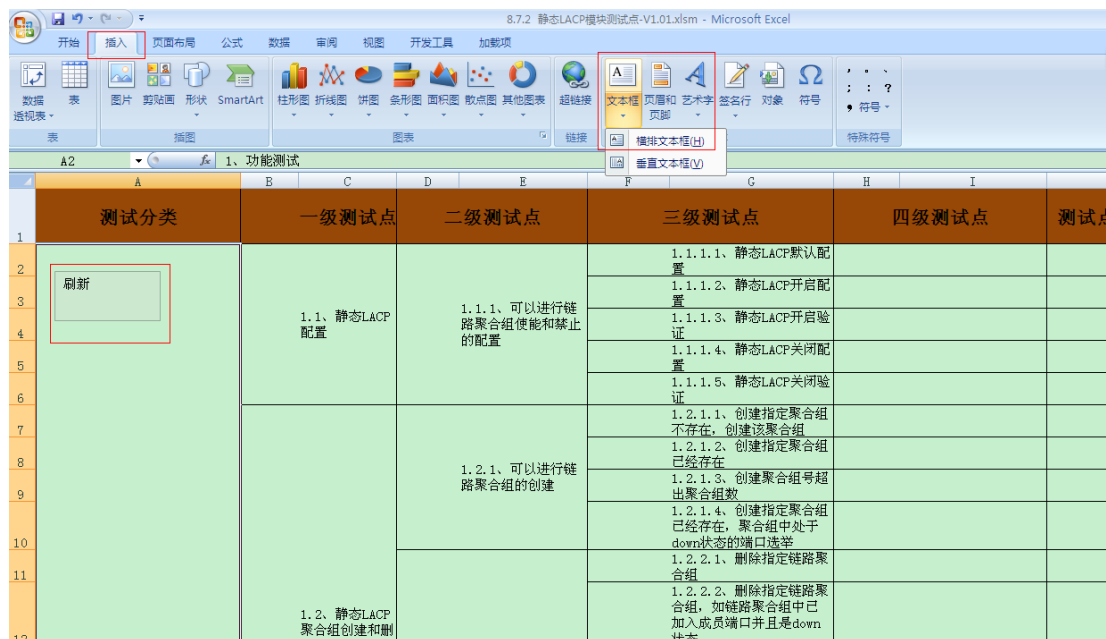 8.7.2 静态LACP模块测试点-V1.01.xlsm - Microsoft Excel
开始 插入 页面布局 公式 数据 审阅 视图 开发工具 加载项
数据透视表 表 图片 剪贴画 形状 SmartArt 柱形图 折线图 饼图 条形图 面积图 散点图 其他图表 超链接 文本框 页眉和页脚 艺术字 签名行 对象 符号 符号
表 插图 图表 链接 特殊符号
横排文本框(H)
垂直文本框(V)
A2 fx 1、功能测试
A B C D E F G H I
1 测试分类 一级测试点 二级测试点 三级测试点 四级测试点 测试点
刷新
1.1、静态LACP
配置
1.1.1、可以进行链
路聚合组使能和禁止
的配置
2
1.1.1.1、静态LACP默认配
置
3
1.1.1.2、静态LACP开启配
置
4
1.1.1.3、静态LACP开启验
证
5
1.1.1.4、静态LACP关闭配
置
6
1.1.1.5、静态LACP关闭验
证
1.2.1、可以进行链
路聚合组的创建
7
1.2.1.1、创建指定聚合组
不存在，创建该聚合组
8
1.2.1.2、创建指定聚合组
已经存在
9
1.2.1.3、创建聚合组号超
出聚合组数
10
1.2.1.4、创建指定聚合组
已经存在，聚合组中处于
down状态的端口选举
11
1.2.2.1、删除指定链路聚
合组
1.2、静态LACP
聚合组创建和删
1.2.2.2、删除指定链路聚
合组，如链路聚合组中已
加入成员端口并且是down